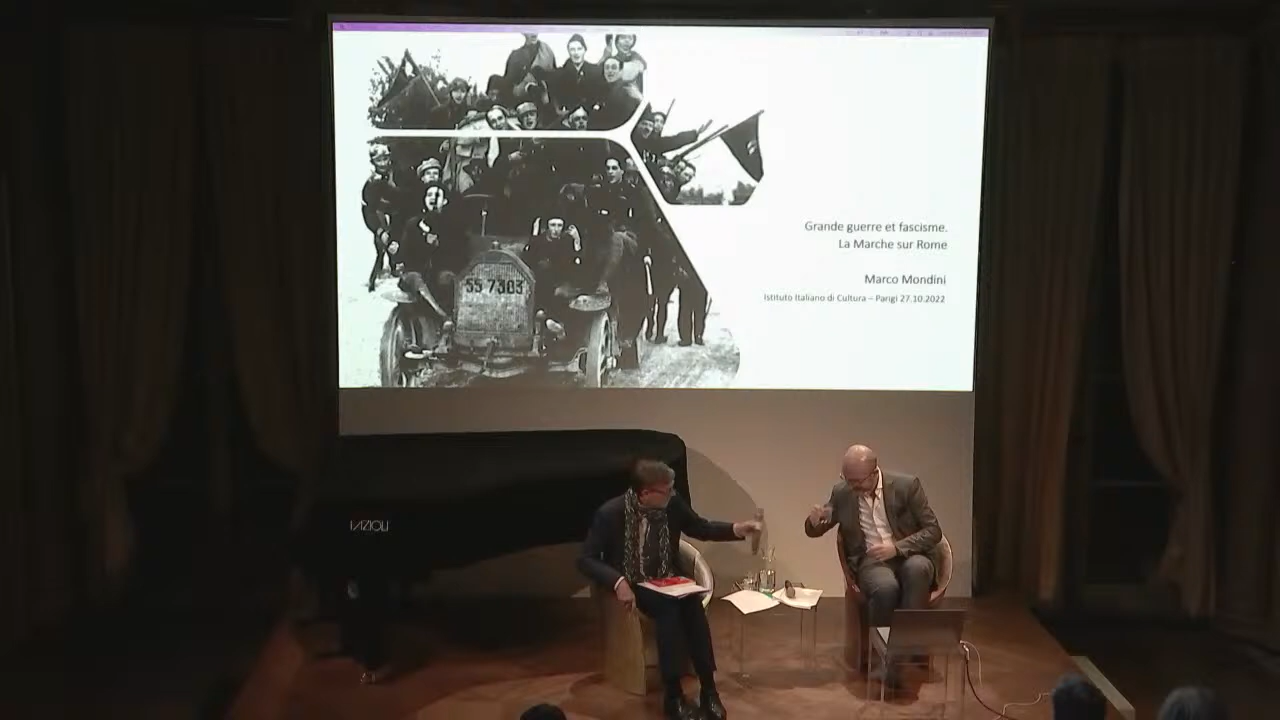 55 7303
Grande guerre et fascisme.
La Marche sur Rome
Marco Mondini
Istituto Italiano di Cultura – Parigi 27.10.2022
FAZIOLI